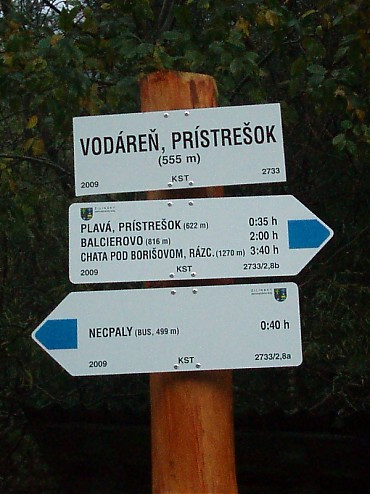 VODÁREŇ, PRÍSTREŠOK
(555 m)
2009 KST 2733
PLAVÁ, PRÍSTREŠOK (622 m) 0:35 h
BALCIEROVO (816 m) 2:00 h
CHATA POD BORIŠOVOM, RÁZC. (1270 m) 3:40 h
2009 KST 2733/2,8b
NECPALY (BUS, 499 m) 0:40 h
2009 KST 2733/2,8a